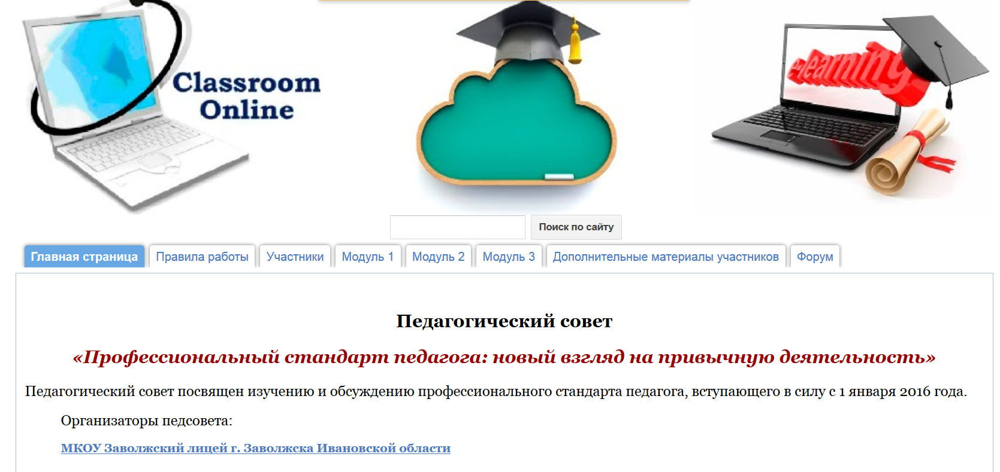 Classroom
Online
e-learning
Поиск по сайту
Главная страница
Правила работы
Участники
Модуль 1
Модуль 2
Модуль 3
Дополнительные материалы участников
Форум
Педагогический совет
«Профессиональный стандарт педагога: новый взгляд на привычную деятельность»
Педагогический совет посвящен изучению и обсуждению профессионального стандарта педагога, вступающего в силу с 1 января 2016 года.
Организаторы педсовета:
МКОУ Заволжский лицей г. Заволжска Ивановской области